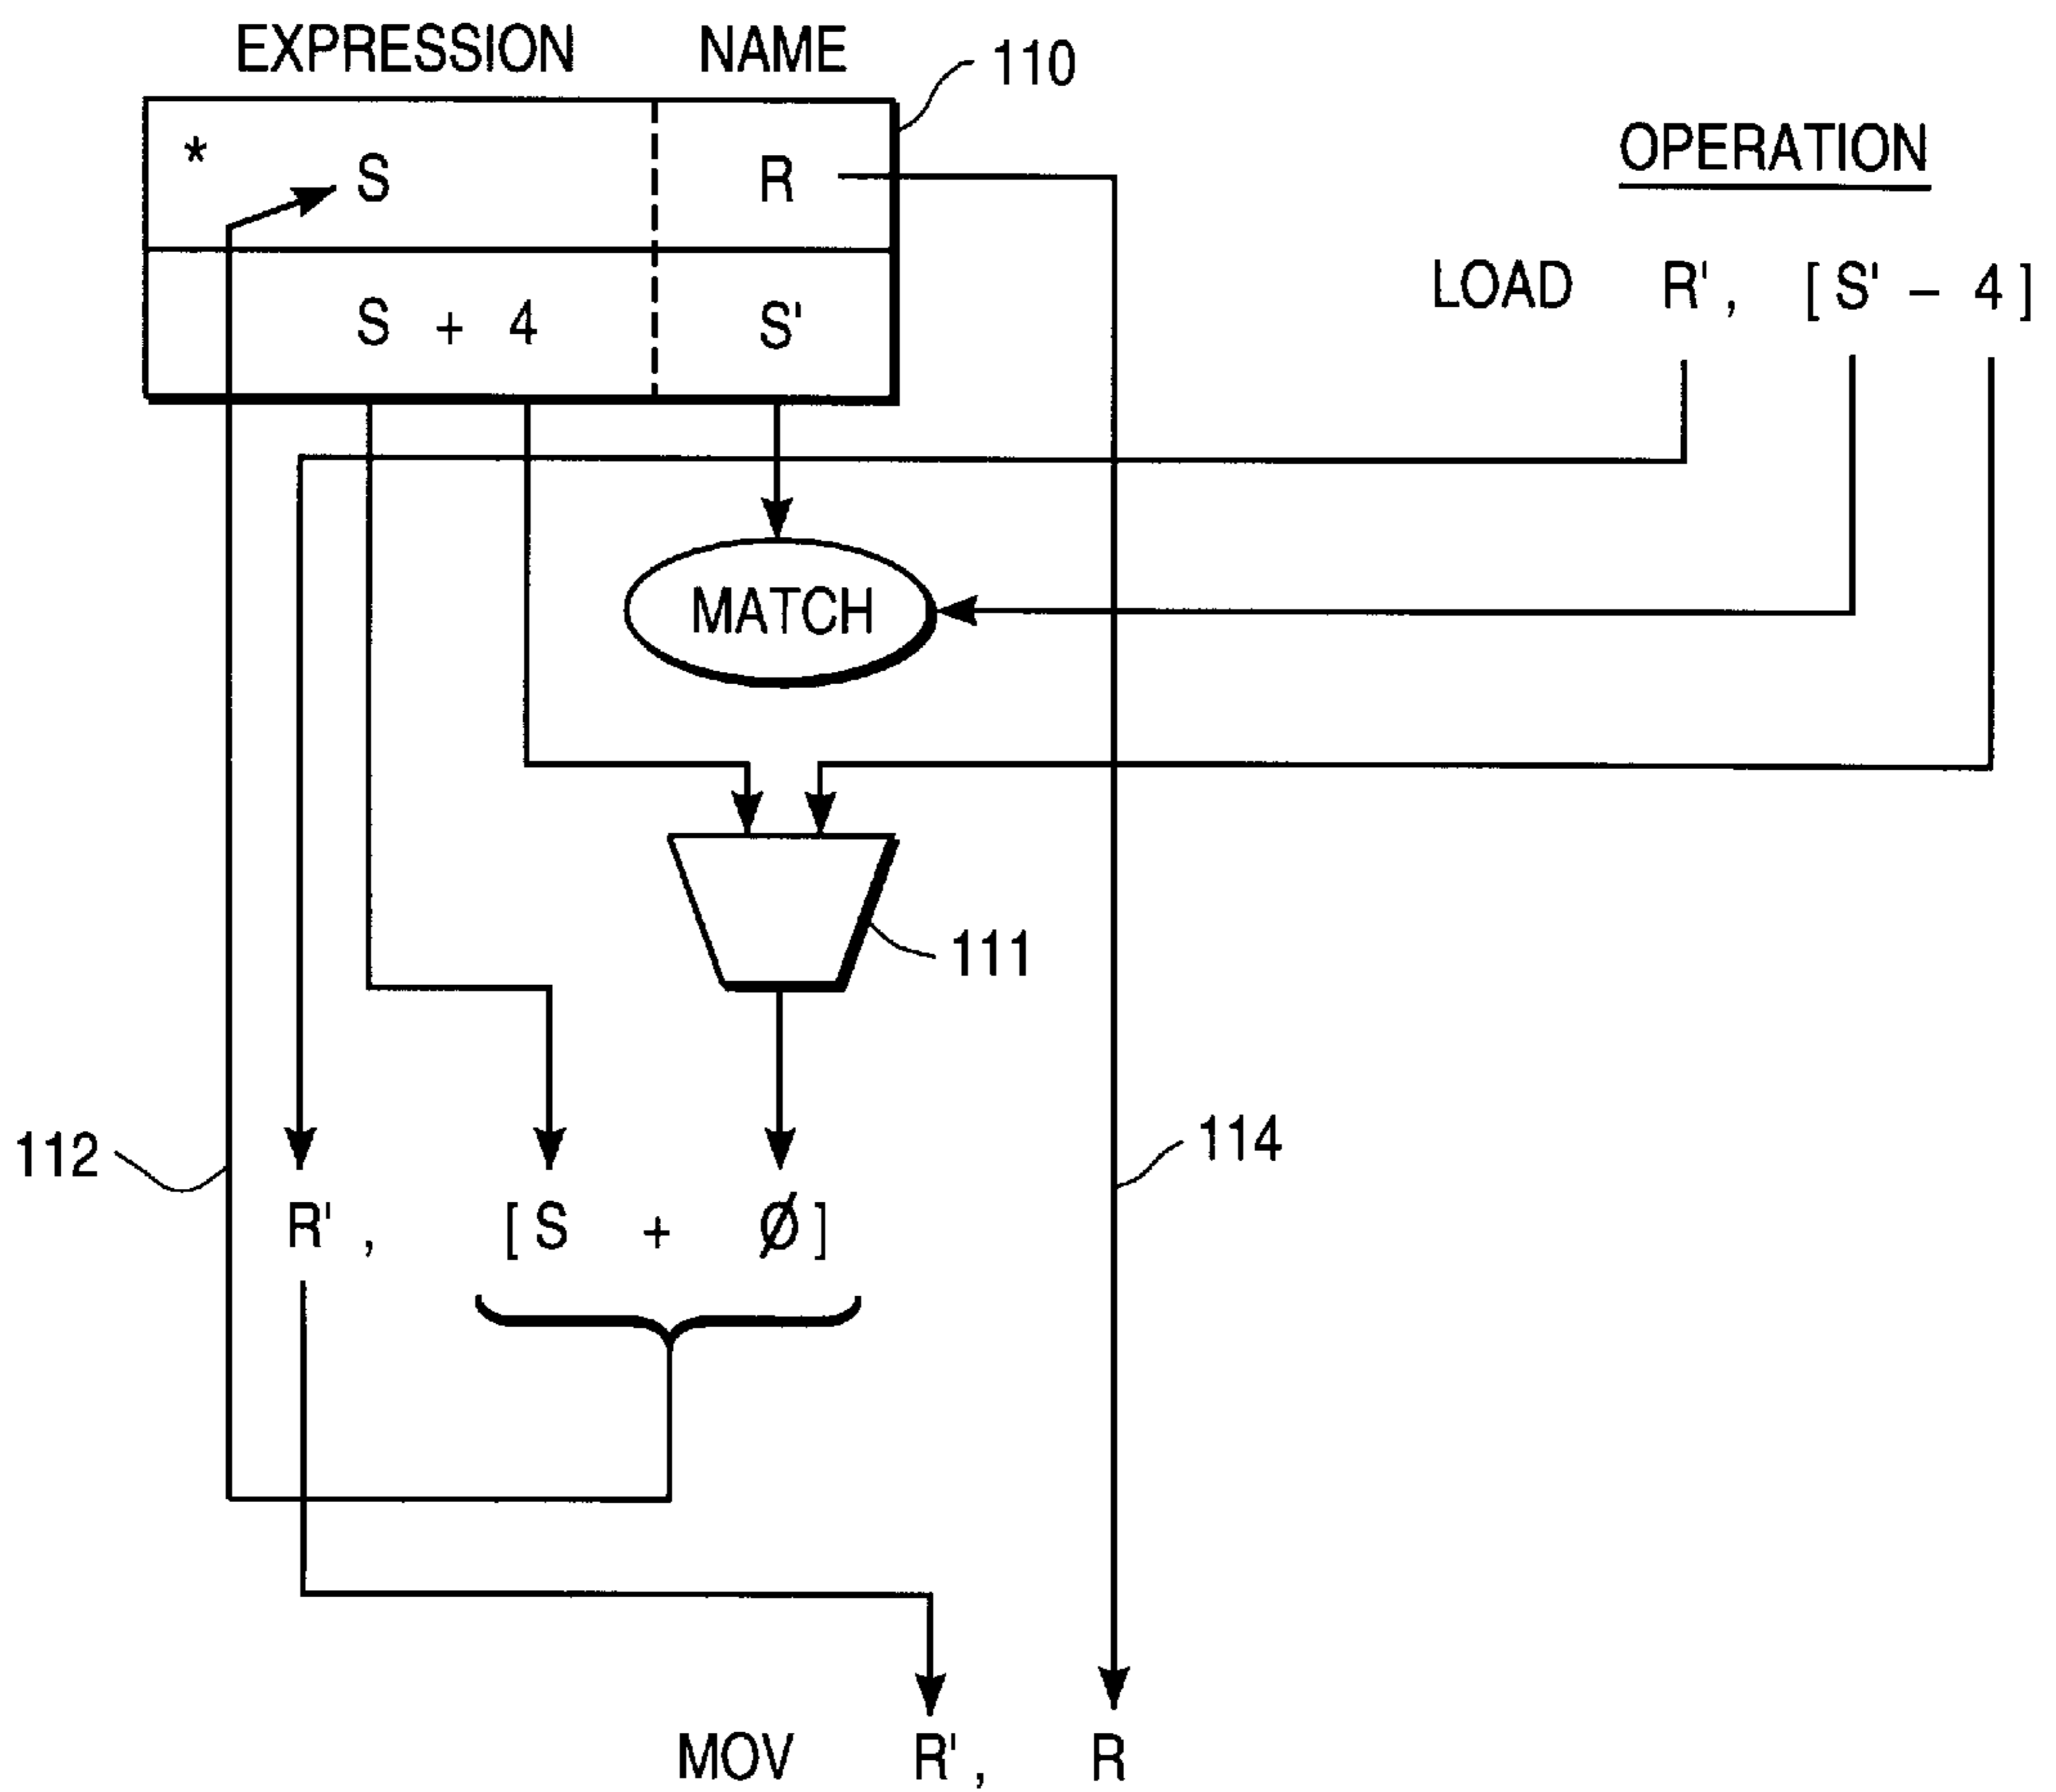 EXPRESSION NAME
110
* S R
OPERATION
LOAD R', [ S' – 4 ]
S + 4 S'
MATCH
111
112
114
R', [ S + Ø ]
MOV R', R